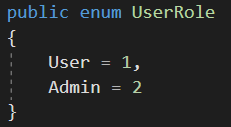 public enum UserRole
{
    User = 1,
    Admin = 2
}